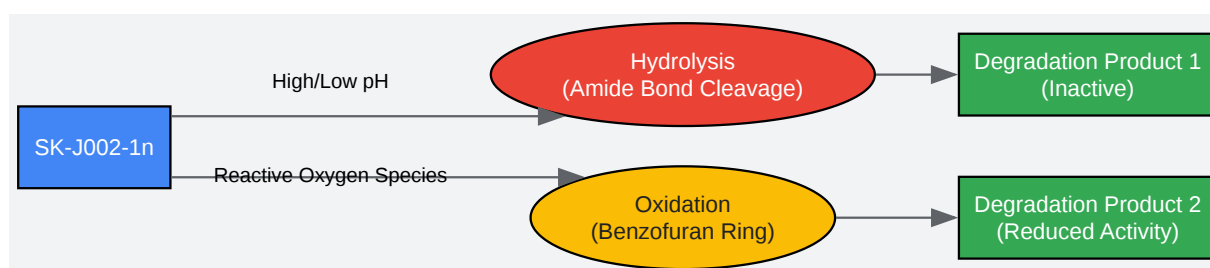 SK-J002-1n
High/Low pH
Hydrolysis
(Amide Bond Cleavage)
Degradation Product 1
(Inactive)
Reactive Oxygen Species
Oxidation
(Benzofuran Ring)
Degradation Product 2
(Reduced Activity)